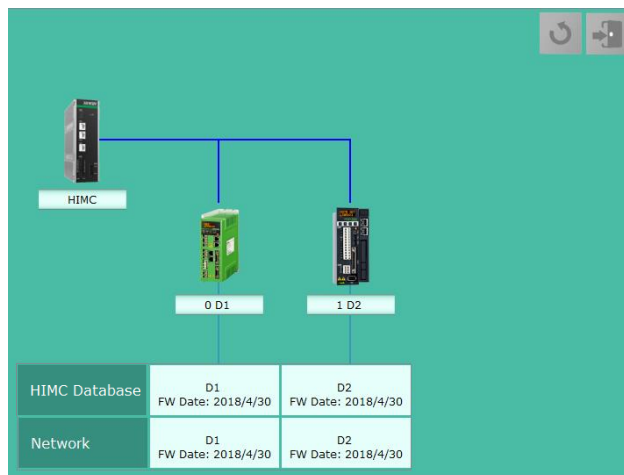 HIMC
0 D1
1 D2
HIMC Database
D1
FW Date: 2018/4/30
D2
FW Date: 2018/4/30
Network
D1
FW Date: 2018/4/30
D2
FW Date: 2018/4/30